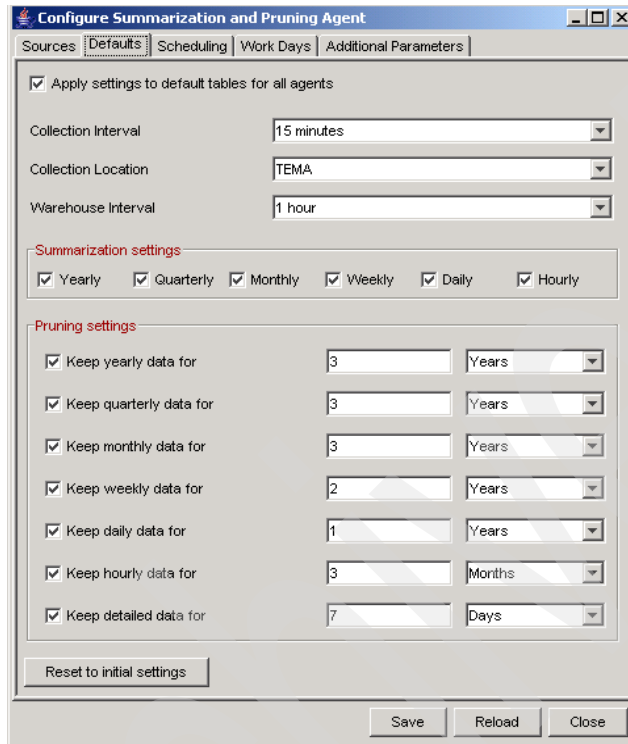 Configure Summarization and Pruning Agent
Sources Defaults Scheduling Work Days Additional Parameters
Apply settings to default tables for all agents
Collection Interval 15 minutes
Collection Location TEMA
Warehouse Interval 1 hour
Summarization settings
Yearly Quarterly Monthly Weekly Daily Hourly
Pruning settings
Keep yearly data for 3 Years
Keep quarterly data for 3 Years
Keep monthly data for 3 Years
Keep weekly data for 2 Years
Keep daily data for 1 Years
Keep hourly data for 3 Months
Keep detailed data for 7 Days
Reset to initial settings
Save Reload Close